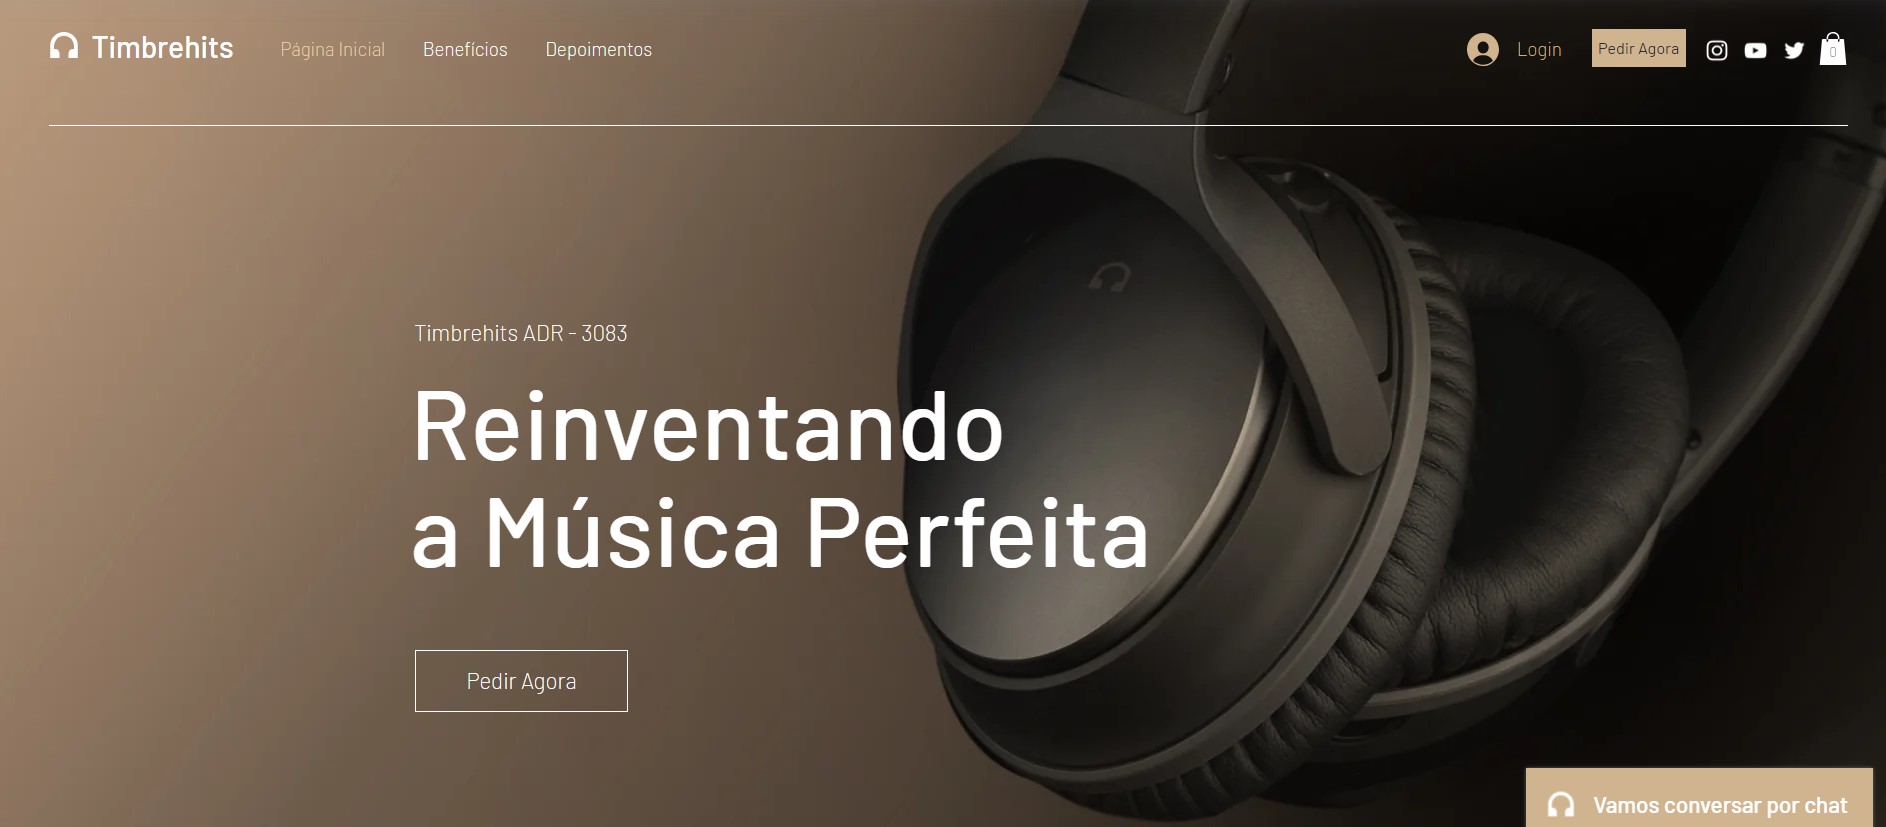 Timbrehits
Página Inicial
Benefícios
Depoimentos
Login
Pedir Agora
0
Timbrehits ADR - 3083
Reinventando
a Música Perfeita
Pedir Agora
Vamos conversar por chat